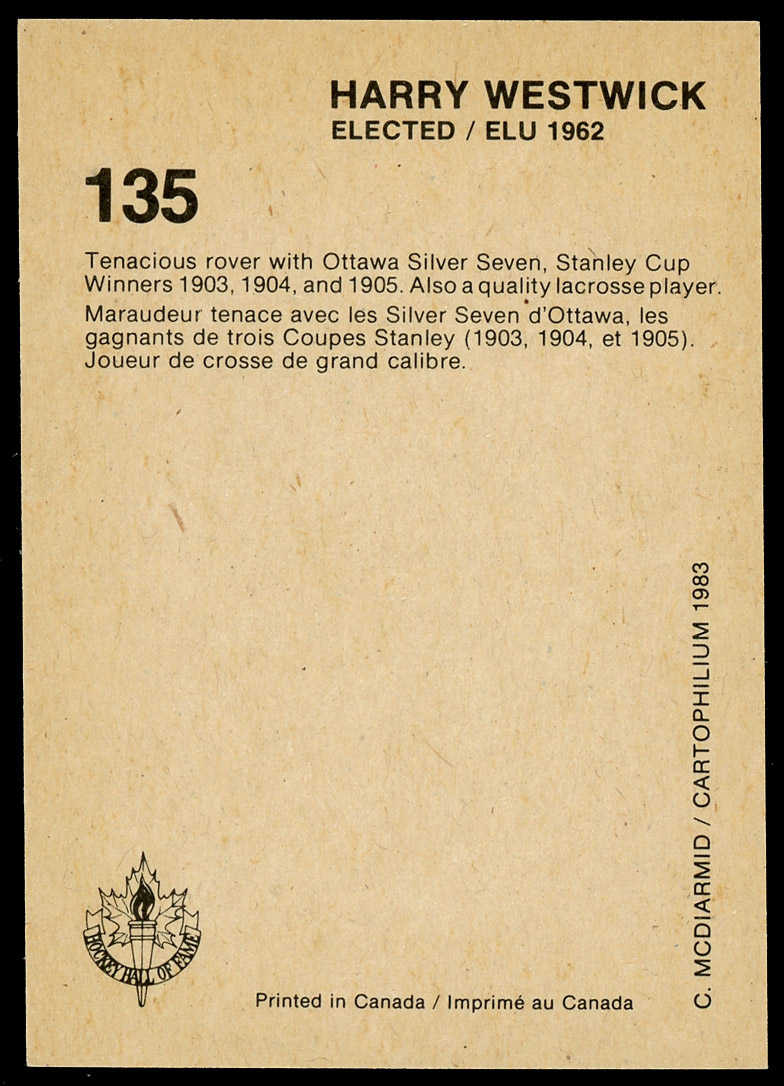 HARRY WESTWICK
ELECTED / ELU 1962
135
Tenacious rover with Ottawa Silver Seven, Stanley Cup
Winners 1903, 1904, and 1905. Also a quality lacrosse player.
Maraudeur tenace avec les Silver Seven d'Ottawa, les
gagnants de trois Coupes Stanley (1903, 1904, et 1905).
Joueur de crosse de grand calibre.
C. MCDIARMID / CARTOPHILIUM 1983
HOCKEY HALL OF FAME
Printed in Canada / Imprimé au Canada